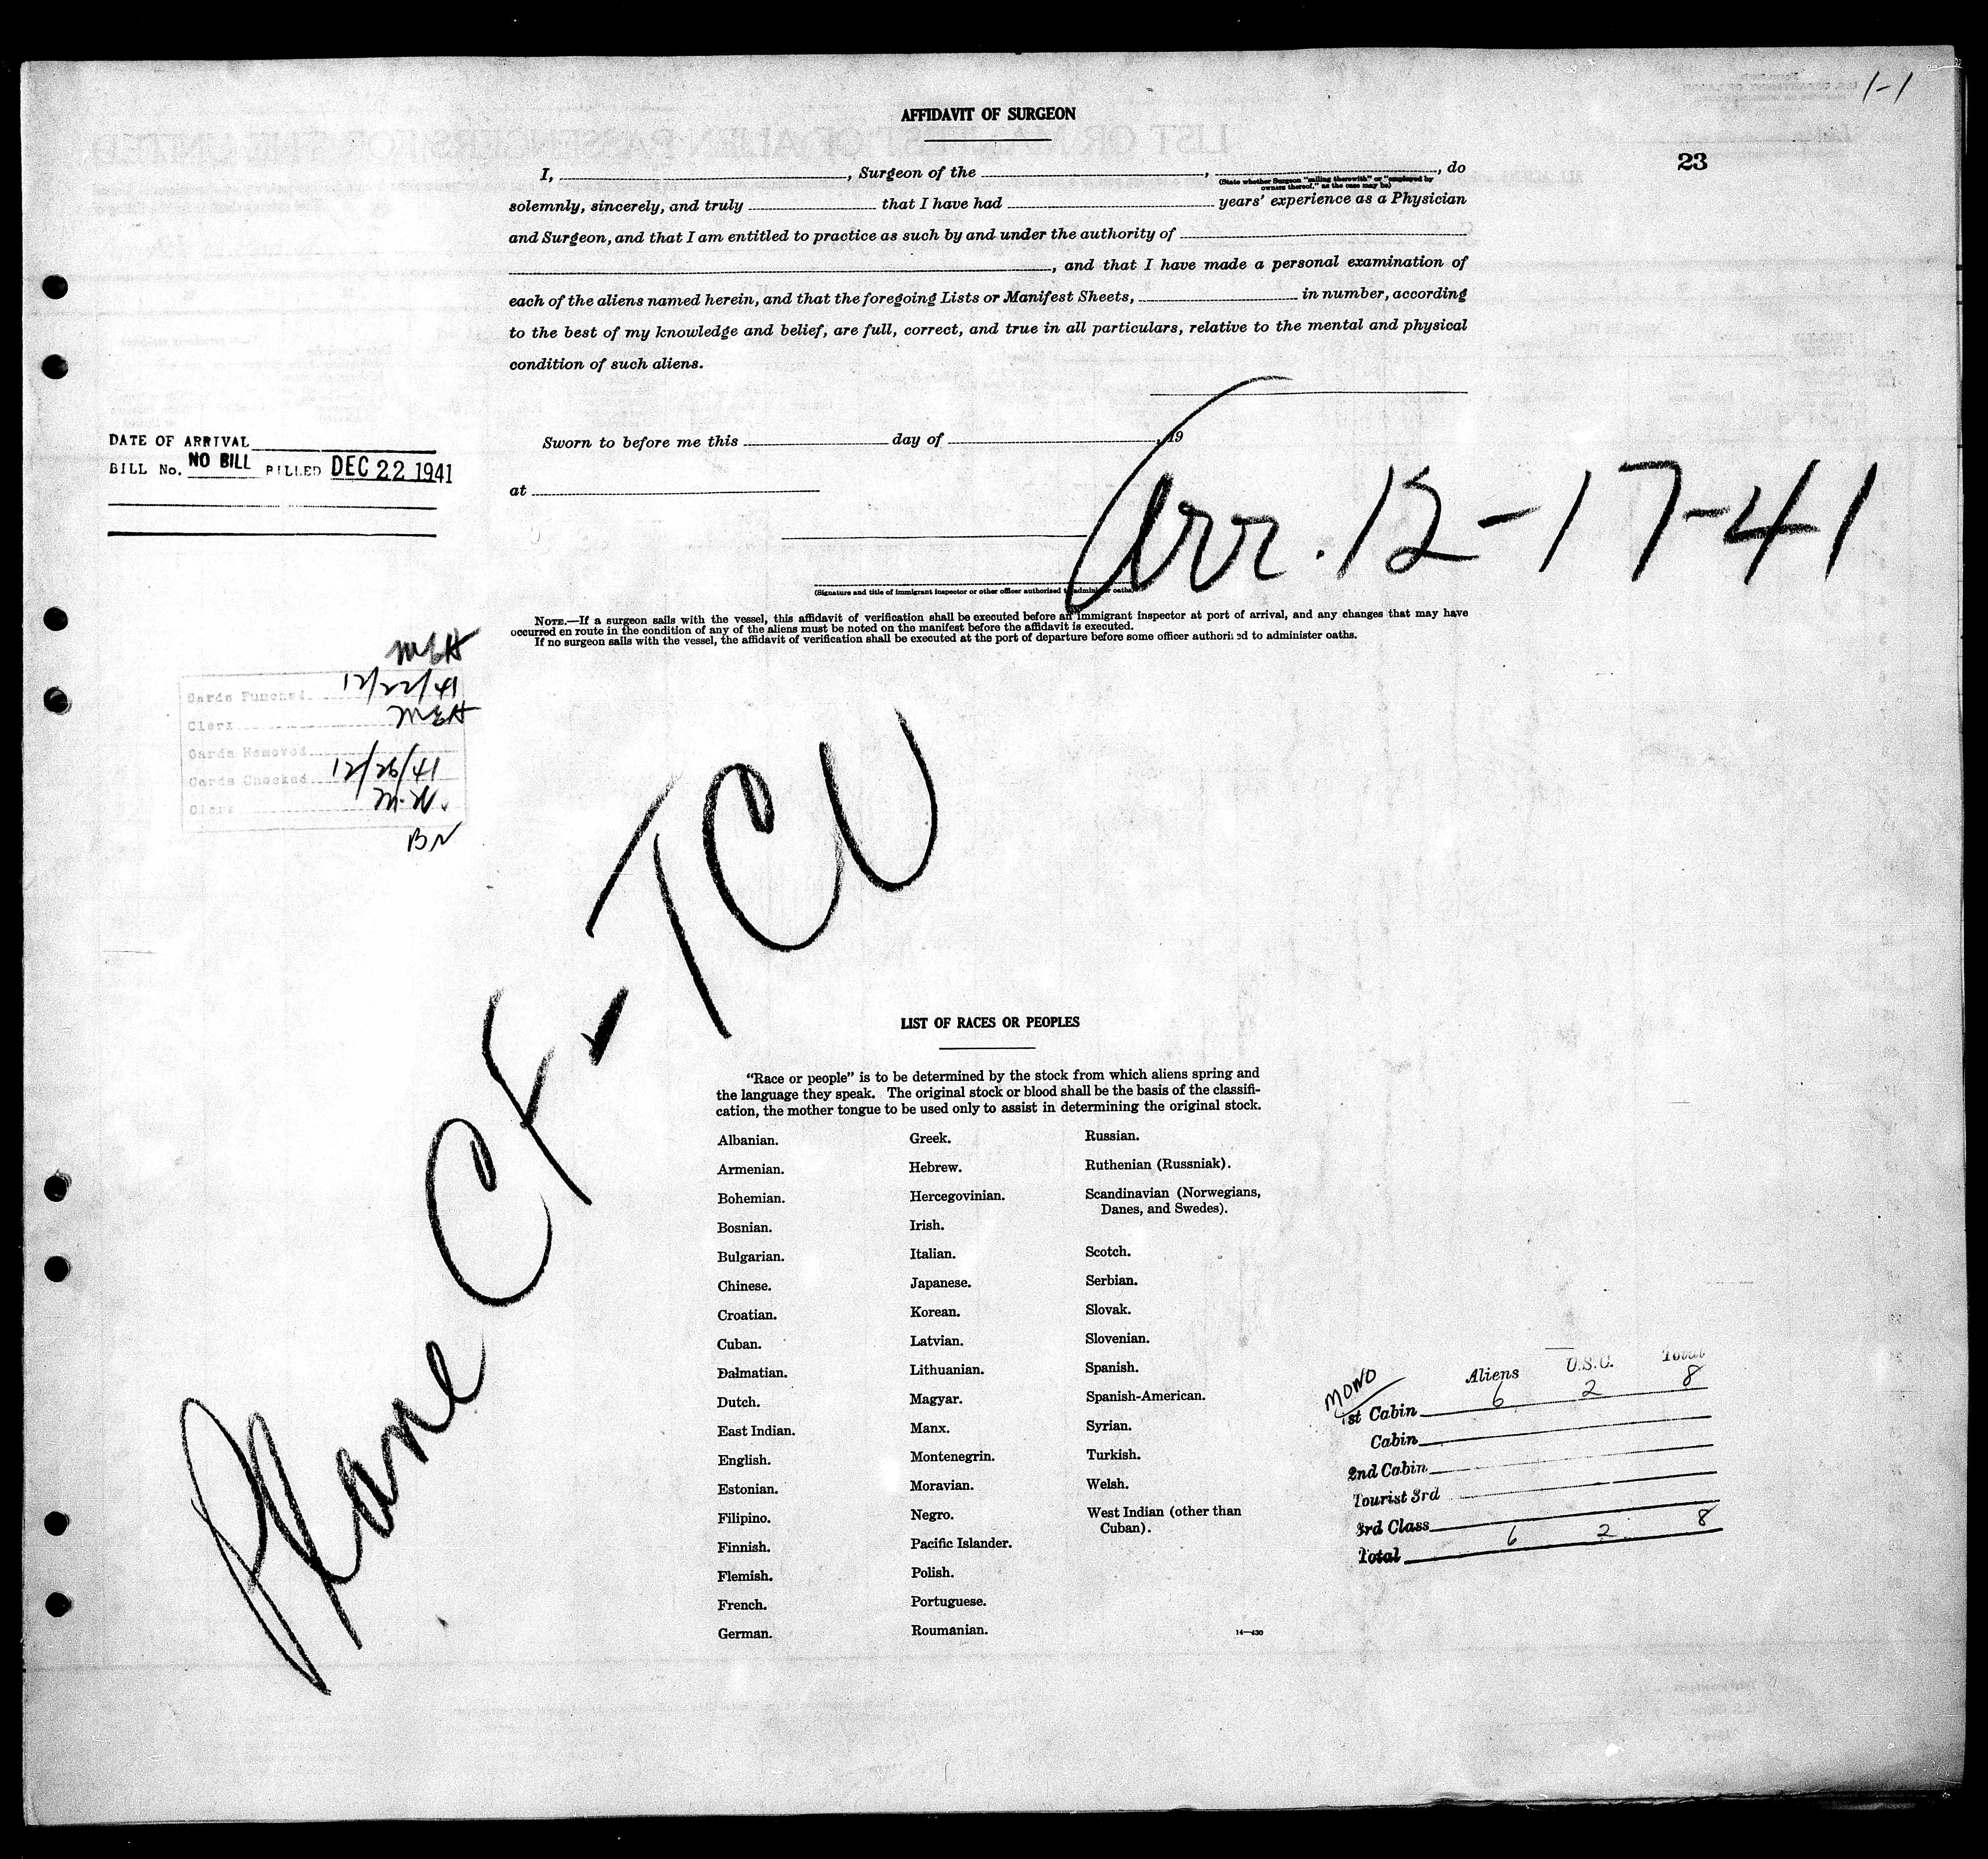 1-1
AFFIDAVIT OF SURGEON
23
I, , Surgeon of the , , do
(State whether Surgeon "sailing therewith" or "employed by
owners thereof," as the case may be)
solemnly, sincerely, and truly that I have had years' experience as a Physician
and Surgeon, and that I am entitled to practice as such by and under the authority of
, and that I have made a personal examination of
each of the aliens named herein, and that the foregoing Lists or Manifest Sheets, in number, according
to the best of my knowledge and belief, are full, correct, and true in all particulars, relative to the mental and physical
condition of such aliens.
DATE OF ARRIVAL
BILL No. NO BILL BILLED DEC 22 1941
Sworn to before me this day of , 19
at
Arr. 12-17-41
(Signature and title of immigrant inspector or other officer authorized to administer oaths)
NOTE.—If a surgeon sails with the vessel, this affidavit of verification shall be executed before an immigrant inspector at port of arrival, and any changes that may have
occurred en route in the condition of any of the aliens must be noted on the manifest before the affidavit is executed.
If no surgeon sails with the vessel, the affidavit of verification shall be executed at the port of departure before some officer authorized to administer oaths.
MEH
Cards Punched 12/22/41
Clerk MEH
Cards Removed
Cards Checked 12/26/41
Clerk M.N.
BN
Plane CF-TCU
LIST OF RACES OR PEOPLES
"Race or people" is to be determined by the stock from which aliens spring and
the language they speak. The original stock or blood shall be the basis of the classifi-
cation, the mother tongue to be used only to assist in determining the original stock.
Albanian.
Armenian.
Bohemian.
Bosnian.
Bulgarian.
Chinese.
Croatian.
Cuban.
Dalmatian.
Dutch.
East Indian.
English.
Estonian.
Filipino.
Finnish.
Flemish.
French.
German.
Greek.
Hebrew.
Hercegovinian.
Irish.
Italian.
Japanese.
Korean.
Latvian.
Lithuanian.
Magyar.
Manx.
Montenegrin.
Moravian.
Negro.
Pacific Islander.
Polish.
Portuguese.
Roumanian.
Russian.
Ruthenian (Russniak).
Scandinavian (Norwegians,
Danes, and Swedes).
Scotch.
Serbian.
Slovak.
Slovenian.
Spanish.
Spanish-American.
Syrian.
Turkish.
Welsh.
West Indian (other than
Cuban).
14—430
MONO
Aliens U.S.C. Total
1st Cabin 6 2 8
Cabin
2nd Cabin
Tourist 3rd
3rd Class
Total 6 2 8